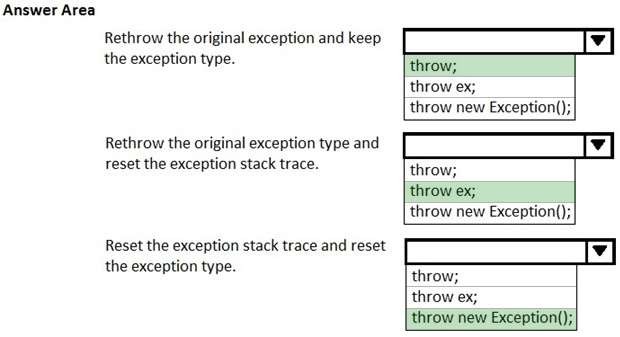 Answer Area
Rethrow the original exception and keep
the exception type.
throw;
throw ex;
throw new Exception();
Rethrow the original exception type and
reset the exception stack trace.
throw;
throw ex;
throw new Exception();
Reset the exception stack trace and reset
the exception type.
throw;
throw ex;
throw new Exception();